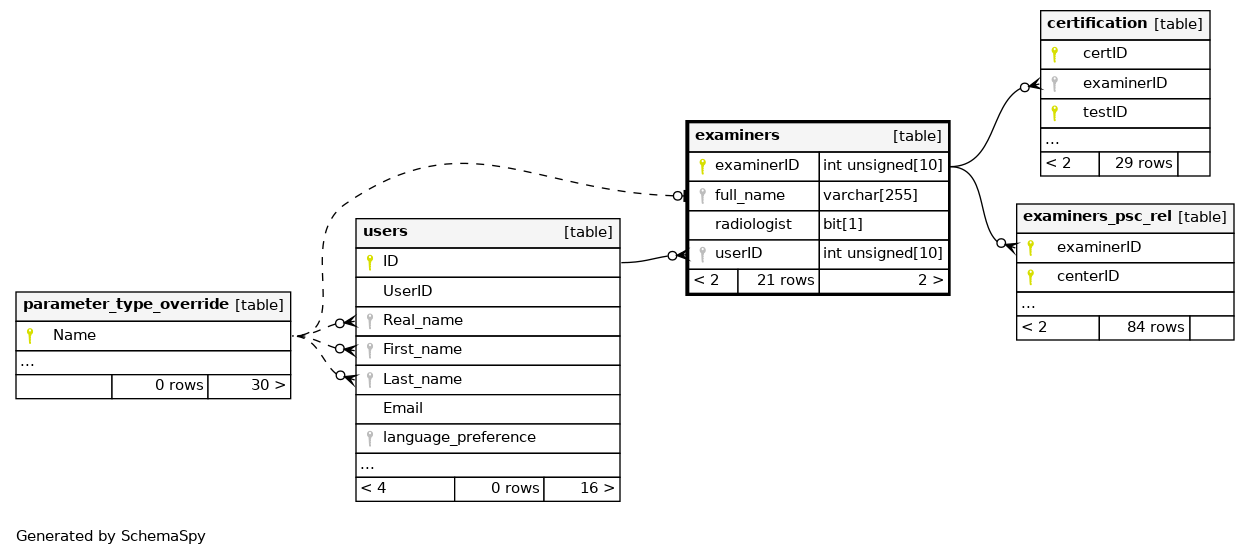 certification [table]
certID
examinerID
testID
...
< 2 29 rows
examiners [table]
examinerID int unsigned[10]
full_name varchar[255]
radiologist bit[1]
userID int unsigned[10]
< 2 21 rows 2 >
examiners_psc_rel [table]
examinerID
centerID
...
< 2 84 rows
users [table]
ID
UserID
Real_name
First_name
Last_name
Email
language_preference
...
< 4 0 rows 16 >
parameter_type_override [table]
Name
...
0 rows 30 >
Generated by SchemaSpy